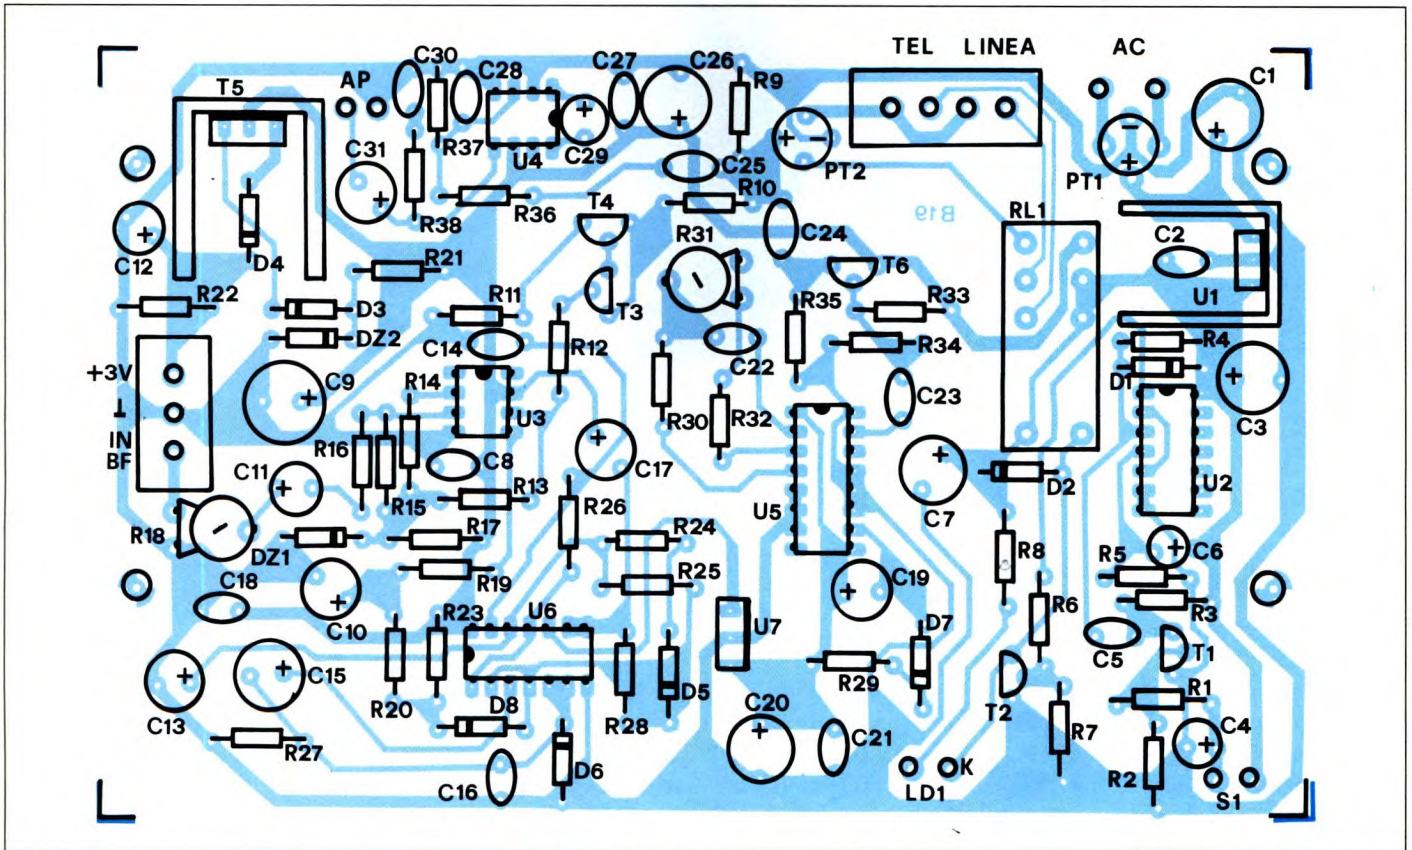 TEL LINEA AC
C30 C28 C27 C26 R9 C1
T5 AP
R37 U4 C29 C25 PT2 PT1
C31 R10
R38 R36 T4 R31 C24 B19 RL1 C2
C12 D4 R21 T6 U1
R22 D3 R11 T3 R35 R33
DZ2 C14 R12 C22 R34 R4
+3V C9 R14 D1
⊥ R16 U3 R30 R32 C23 C3
IN
BF C11 C8 C17 D2 U2
R15 R13 R26 U5 C7
R18 DZ1 R17 R24 R8 R5 C6
C18 R19 R25 C19 R6 R3
C10 R23 U6 U7 D7 C5 T1
C15 D5 R29 R1
C13 R20 D8 R28 C20 T2 R7 C4
R27 D6 C21 K R2
C16 LD1 S1